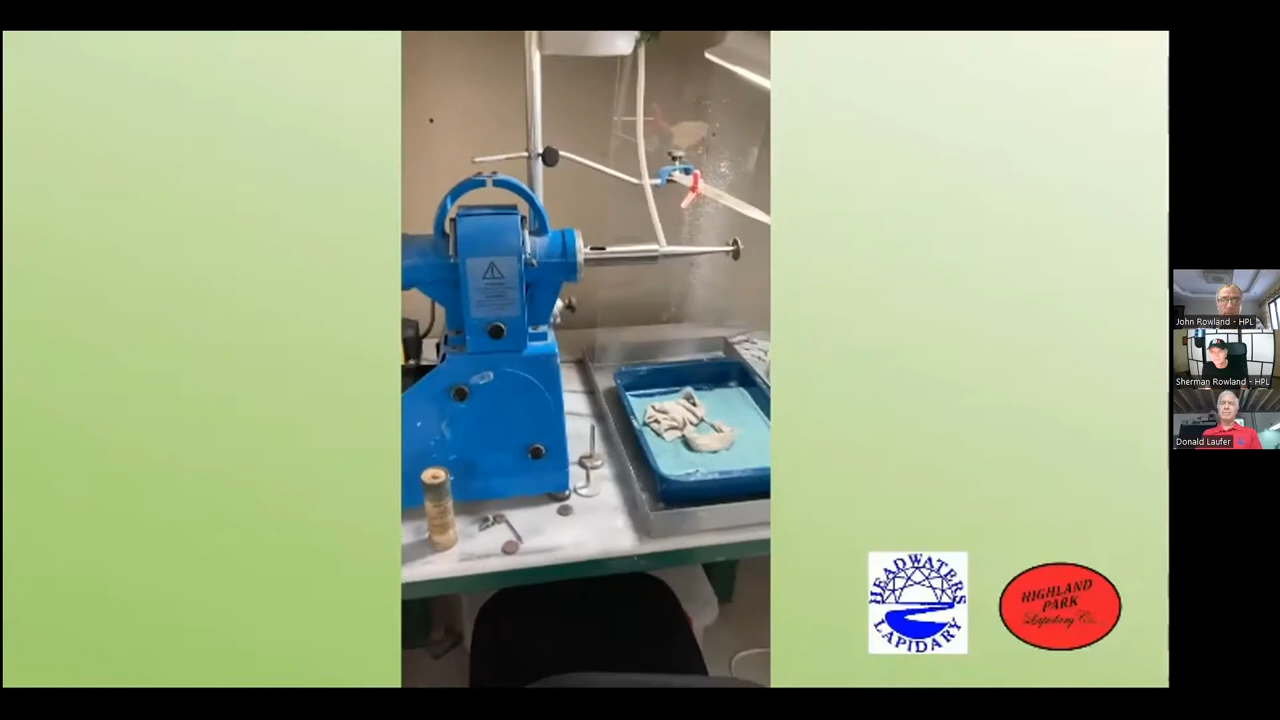 HEADWATERS
LAPIDARY
HIGHLAND
PARK
Lapidary Co.
John Rowland - HPL
Sherman Rowland - HPL
Donald Laufer